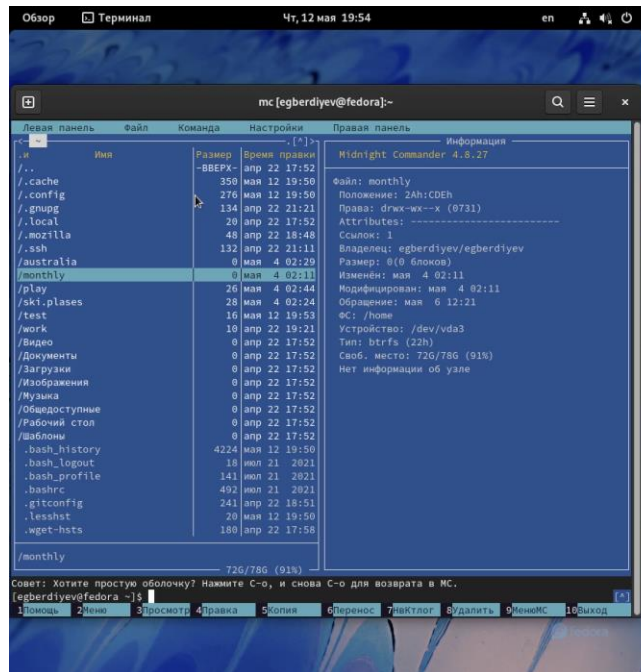 Обзор Терминал Чт, 12 мая 19:54 en
mc [egberdiyev@fedora]:~
Левая панель Файл Команда Настройки Правая панель
<- ~ .[^]>
.и Имя Размер Время правки
/.. -ВВЕРХ- апр 22 17:52
/.cache 350 мая 12 19:50
/.config 276 мая 12 19:50
/.gnupg 134 апр 22 21:21
/.local 20 апр 22 17:52
/.mozilla 48 апр 22 18:48
/.ssh 132 апр 22 21:11
/australia 0 мая 4 02:29
/monthly 0 мая 4 02:11
/play 26 мая 4 02:44
/ski.plases 28 мая 4 02:24
/test 16 мая 12 19:53
/work 10 апр 22 19:21
/Видео 0 апр 22 17:52
/Документы 0 апр 22 17:52
/Загрузки 0 апр 22 17:52
/Изображения 0 апр 22 17:52
/Музыка 0 апр 22 17:52
/Общедоступные 0 апр 22 17:52
/Рабочий стол 0 апр 22 17:52
/Шаблоны 0 апр 22 17:52
.bash_history 4224 мая 12 19:50
.bash_logout 18 июл 21 2021
.bash_profile 141 июл 21 2021
.bashrc 492 июл 21 2021
.gitconfig 241 апр 22 18:51
.lesshst 20 мая 12 19:50
.wget-hsts 180 апр 22 17:58
/monthly
72G/78G (91%)
Информация
Midnight Commander 4.8.27
Файл: monthly
Положение: 2Ah:CDEh
Права: drwx-wx--x (0731)
Attributes: ------------------------
Ссылок: 1
Владелец: egberdiyev/egberdiyev
Размер: 0(0 блоков)
Изменён: мая 4 02:11
Модифицирован: мая 4 02:11
Обращение: мая 6 12:21
ФС: /home
Устройство: /dev/vda3
Тип: btrfs (22h)
Своб. место: 72G/78G (91%)
Нет информации об узле
Совет: Хотите простую оболочку? Нажмите C-o, и снова C-o для возврата в MC.
[egberdiyev@fedora ~]$ [^]
1Помощь 2Меню 3Просмотр 4Правка 5Копия 6Перенос 7НвКтлог 8Удалить 9МенюMC 10Выход
fedora